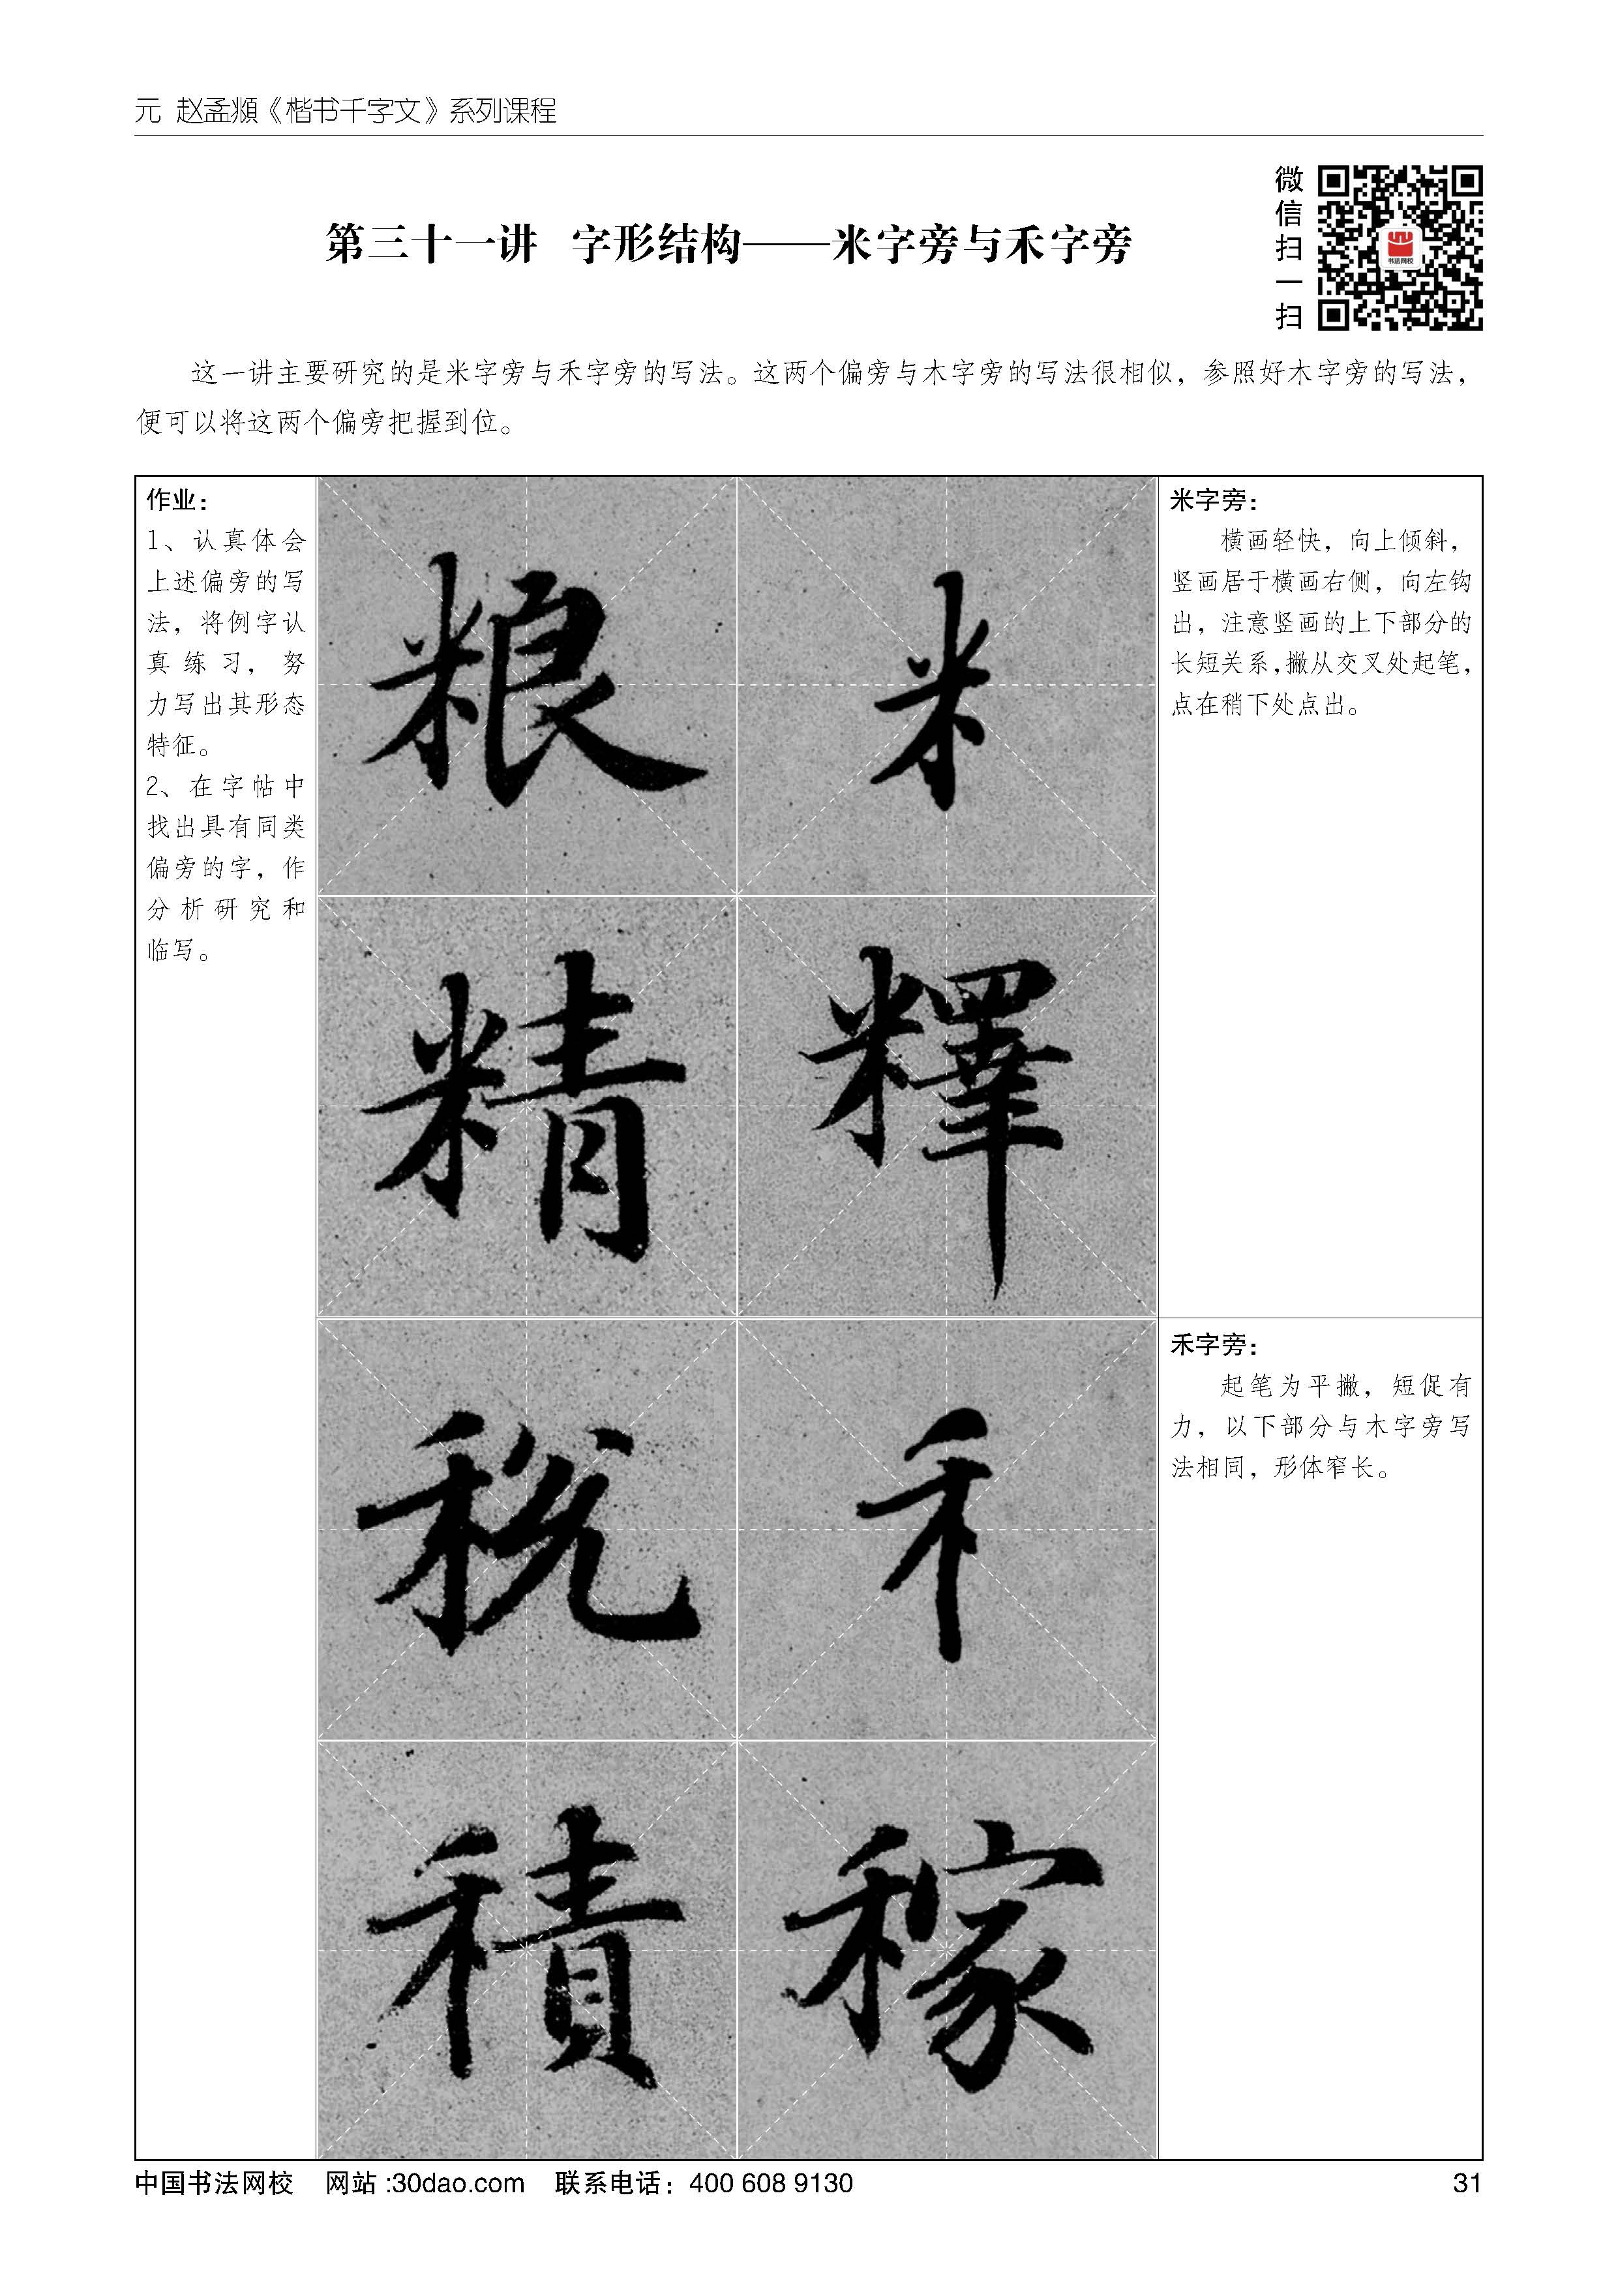 元 赵孟頫《楷书千字文》系列课程
微信扫一扫
书法网校
第三十一讲 字形结构——米字旁与禾字旁
这一讲主要研究的是米字旁与禾字旁的写法。这两个偏旁与木字旁的写法很相似，参照好木字旁的写法，
便可以将这两个偏旁把握到位。
作业：
1、认真体会
上述偏旁的写
法，将例字认
真练习，努
力写出其形态
特征。
2、在字帖中
找出具有同类
偏旁的字，作
分析研究和
临写。
粮 米
精 釋
税 禾
積 稼
米字旁：
横画轻快，向上倾斜，
竖画居于横画右侧，向左钩
出，注意竖画的上下部分的
长短关系,撇从交叉处起笔，
点在稍下处点出。
禾字旁：
起笔为平撇，短促有
力，以下部分与木字旁写
法相同，形体窄长。
中国书法网校 网站:30dao.com 联系电话：400 608 9130
31